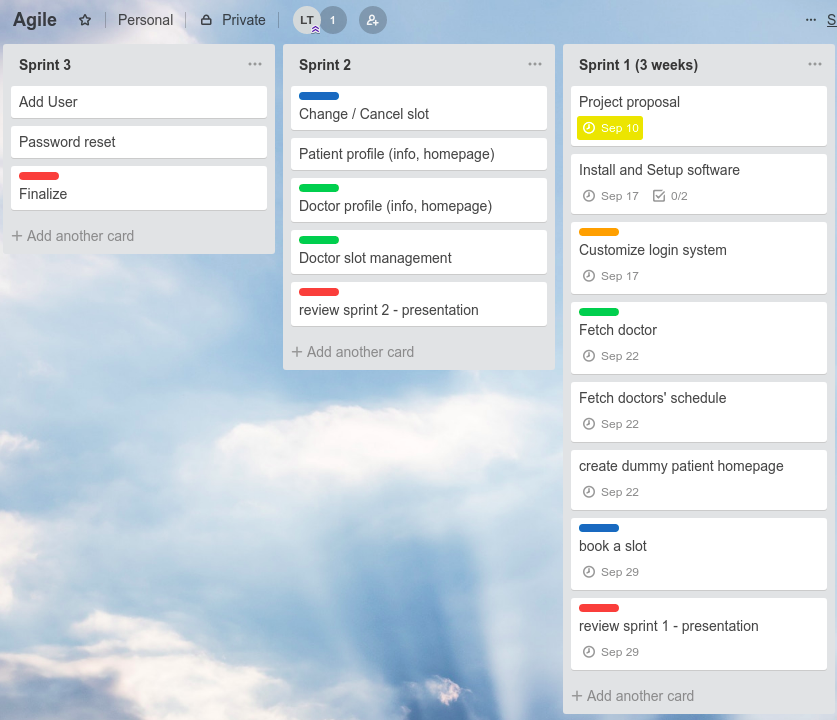 Agile
Personal
Private
LT
1
S
Sprint 3
Add User
Password reset
Finalize
+ Add another card
Sprint 2
Change / Cancel slot
Patient profile (info, homepage)
Doctor profile (info, homepage)
Doctor slot management
review sprint 2 - presentation
+ Add another card
Sprint 1 (3 weeks)
Project proposal
Sep 10
Install and Setup software
Sep 17 0/2
Customize login system
Sep 17
Fetch doctor
Sep 22
Fetch doctors' schedule
Sep 22
create dummy patient homepage
Sep 22
book a slot
Sep 29
review sprint 1 - presentation
Sep 29
+ Add another card